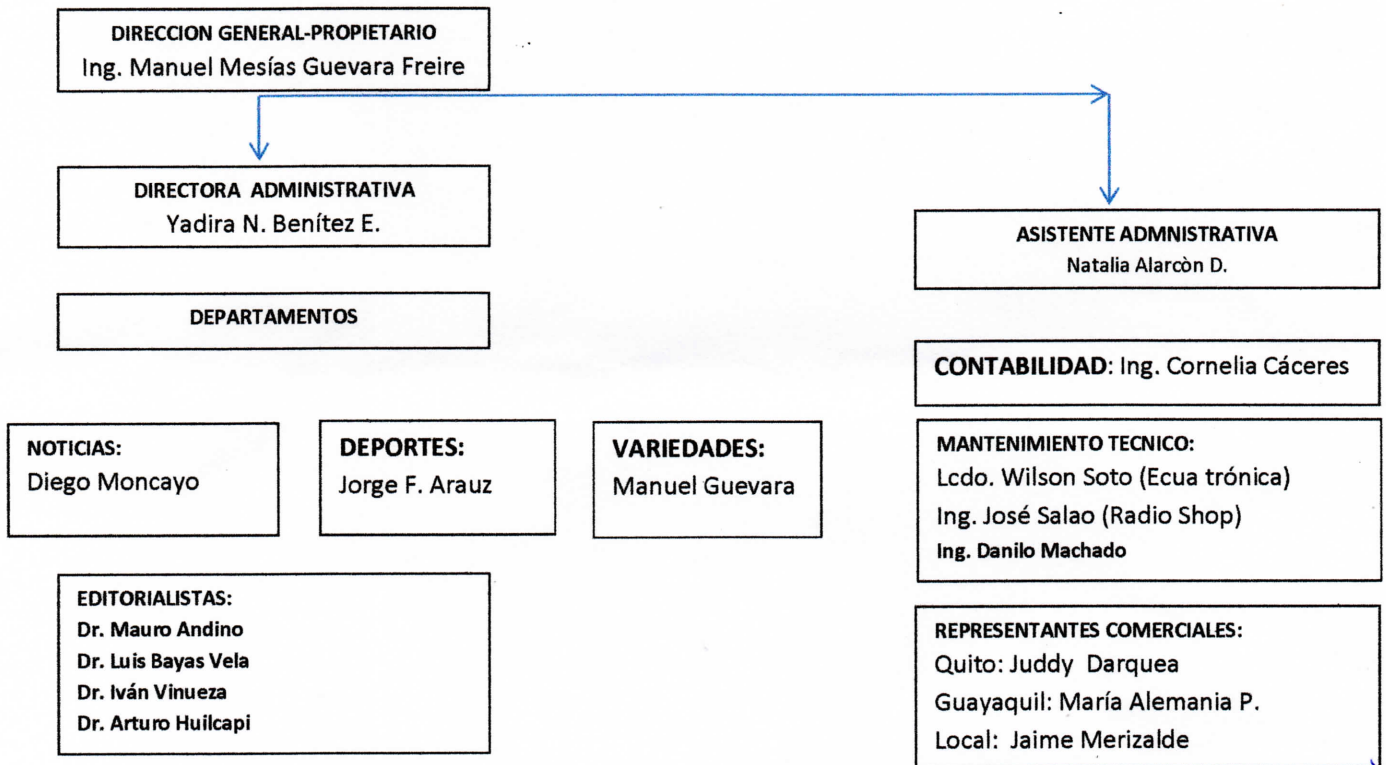 DIRECCION GENERAL-PROPIETARIO
Ing. Manuel Mesías Guevara Freire
DIRECTORA ADMINISTRATIVA
Yadira N. Benítez E.
ASISTENTE ADMNISTRATIVA
Natalia Alarcòn D.
DEPARTAMENTOS
CONTABILIDAD: Ing. Cornelia Cáceres
NOTICIAS:
Diego Moncayo
DEPORTES:
Jorge F. Arauz
VARIEDADES:
Manuel Guevara
MANTENIMIENTO TECNICO:
Lcdo. Wilson Soto (Ecua trónica)
Ing. José Salao (Radio Shop)
Ing. Danilo Machado
EDITORIALISTAS:
Dr. Mauro Andino
Dr. Luis Bayas Vela
Dr. Iván Vinueza
Dr. Arturo Huilcapi
REPRESENTANTES COMERCIALES:
Quito: Juddy Darquea
Guayaquil: María Alemania P.
Local: Jaime Merizalde